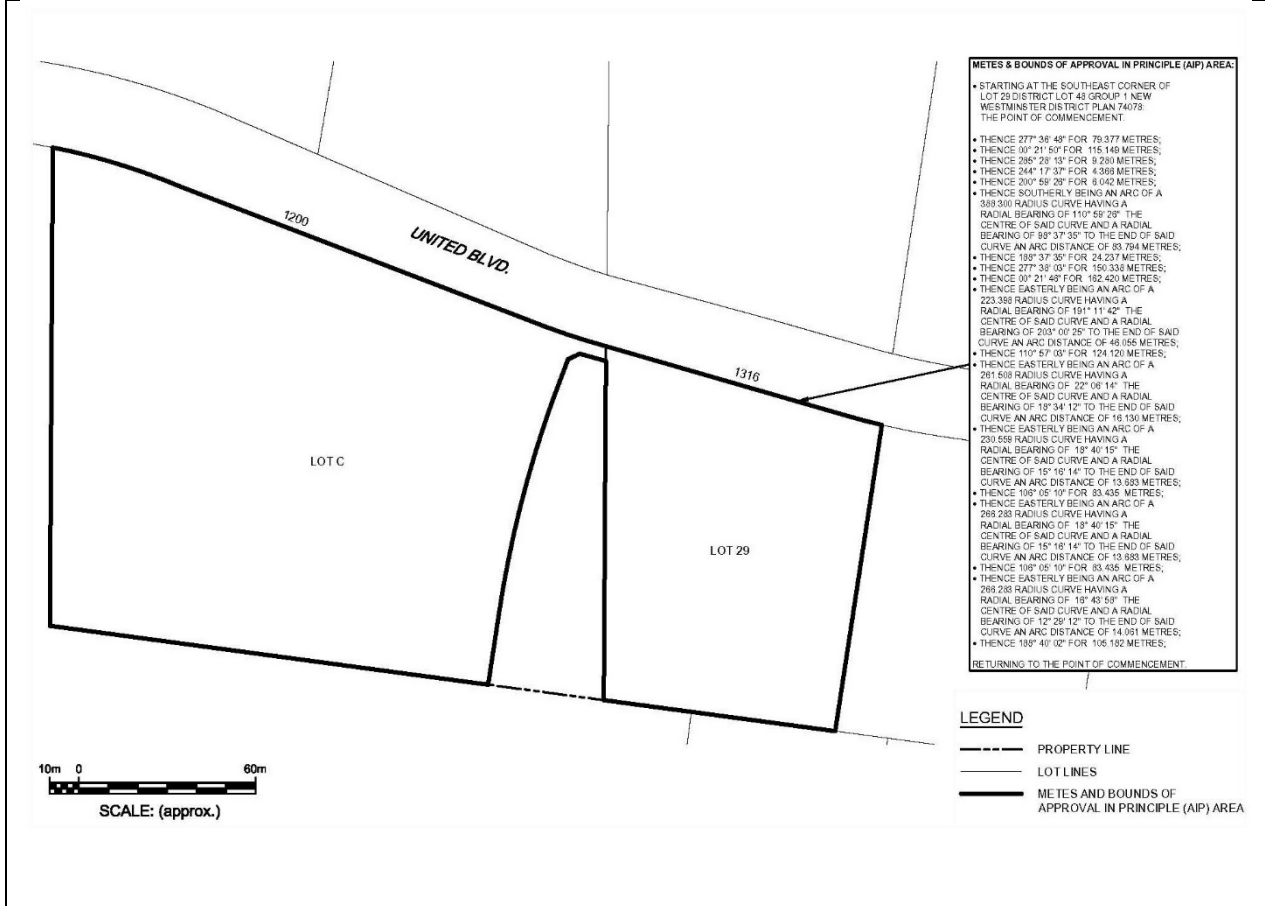 1200
UNITED BLVD.
1316
LOT C
LOT 29
METES & BOUNDS OF APPROVAL IN PRINCIPLE (AIP) AREA:
• STARTING AT THE SOUTHEAST CORNER OF
LOT 29 DISTRICT LOT 48 GROUP 1 NEW
WESTMINSTER DISTRICT PLAN 74078:
THE POINT OF COMMENCEMENT.
• THENCE 277° 36' 48" FOR 79.377 METRES;
• THENCE 00° 21' 50" FOR 115.149 METRES;
• THENCE 285° 28' 13" FOR 9.280 METRES;
• THENCE 244° 17' 37" FOR 4.366 METRES;
• THENCE 200° 59' 26" FOR 6.042 METRES;
• THENCE SOUTHERLY BEING AN ARC OF A
388.300 RADIUS CURVE HAVING A
RADIAL BEARING OF 110° 59' 26" THE
CENTRE OF SAID CURVE AND A RADIAL
BEARING OF 98° 37' 35" TO THE END OF SAID
CURVE AN ARC DISTANCE OF 83.794 METRES;
• THENCE 188° 37' 35" FOR 24.237 METRES;
• THENCE 277° 38' 03" FOR 150.338 METRES;
• THENCE 00° 21' 46" FOR 162.420 METRES;
• THENCE EASTERLY BEING AN ARC OF A
223.398 RADIUS CURVE HAVING A
RADIAL BEARING OF 191° 11' 42" THE
CENTRE OF SAID CURVE AND A RADIAL
BEARING OF 203° 00' 25" TO THE END OF SAID
CURVE AN ARC DISTANCE OF 46.055 METRES;
• THENCE 110° 57' 03" FOR 124.120 METRES;
• THENCE EASTERLY BEING AN ARC OF A
261.508 RADIUS CURVE HAVING A
RADIAL BEARING OF 22° 06' 14" THE
CENTRE OF SAID CURVE AND A RADIAL
BEARING OF 18° 34' 12" TO THE END OF SAID
CURVE AN ARC DISTANCE OF 16.130 METRES;
• THENCE EASTERLY BEING AN ARC OF A
230.559 RADIUS CURVE HAVING A
RADIAL BEARING OF 18° 40' 15" THE
CENTRE OF SAID CURVE AND A RADIAL
BEARING OF 15° 16' 14" TO THE END OF SAID
CURVE AN ARC DISTANCE OF 13.683 METRES;
• THENCE 106° 05' 10" FOR 83.435 METRES;
• THENCE EASTERLY BEING AN ARC OF A
266.283 RADIUS CURVE HAVING A
RADIAL BEARING OF 18° 40' 15" THE
CENTRE OF SAID CURVE AND A RADIAL
BEARING OF 15° 16' 14" TO THE END OF SAID
CURVE AN ARC DISTANCE OF 13.683 METRES;
• THENCE 106° 05' 10" FOR 83.435 METRES;
• THENCE EASTERLY BEING AN ARC OF A
266.283 RADIUS CURVE HAVING A
RADIAL BEARING OF 16° 43' 58" THE
CENTRE OF SAID CURVE AND A RADIAL
BEARING OF 12° 29' 12" TO THE END OF SAID
CURVE AN ARC DISTANCE OF 14.061 METRES;
• THENCE 188° 40' 02" FOR 105.182 METRES;
RETURNING TO THE POINT OF COMMENCEMENT.
LEGEND
PROPERTY LINE
LOT LINES
METES AND BOUNDS OF
APPROVAL IN PRINCIPLE (AIP) AREA
10m 0 60m
SCALE: (approx.)